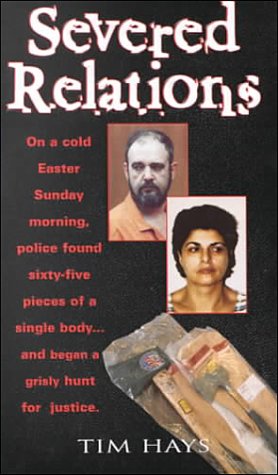 Severed
Relations
On a cold
Easter
Sunday
morning,
police found
sixty-five
pieces of a
single body...
and began a
grisly hunt
for justice.
TIM HAYS